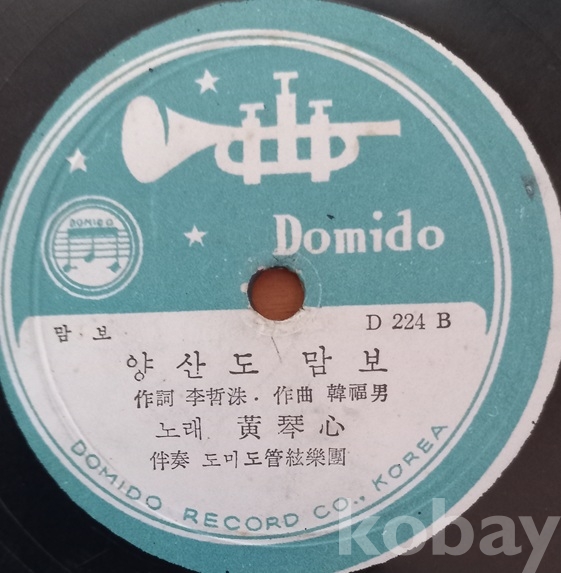 DOMIDO
Domido
맘보
D 224 B
양산도 맘보
作詞 李哲洙·作曲 韓福男
노래 黃琴心
伴奏 도미도管絃樂團
DOMIDO RECORD CO., KOREA
kobay